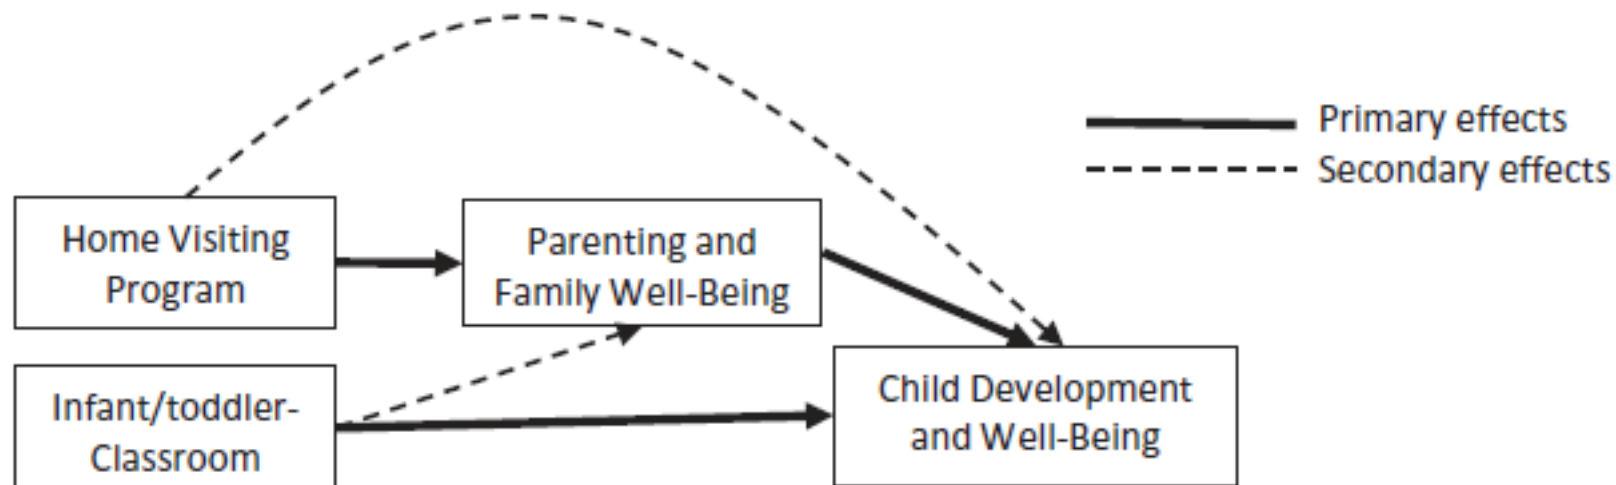 Primary effects
Secondary effects
Home Visiting
Program
Parenting and
Family Well-Being
Infant/toddler-
Classroom
Child Development
and Well-Being